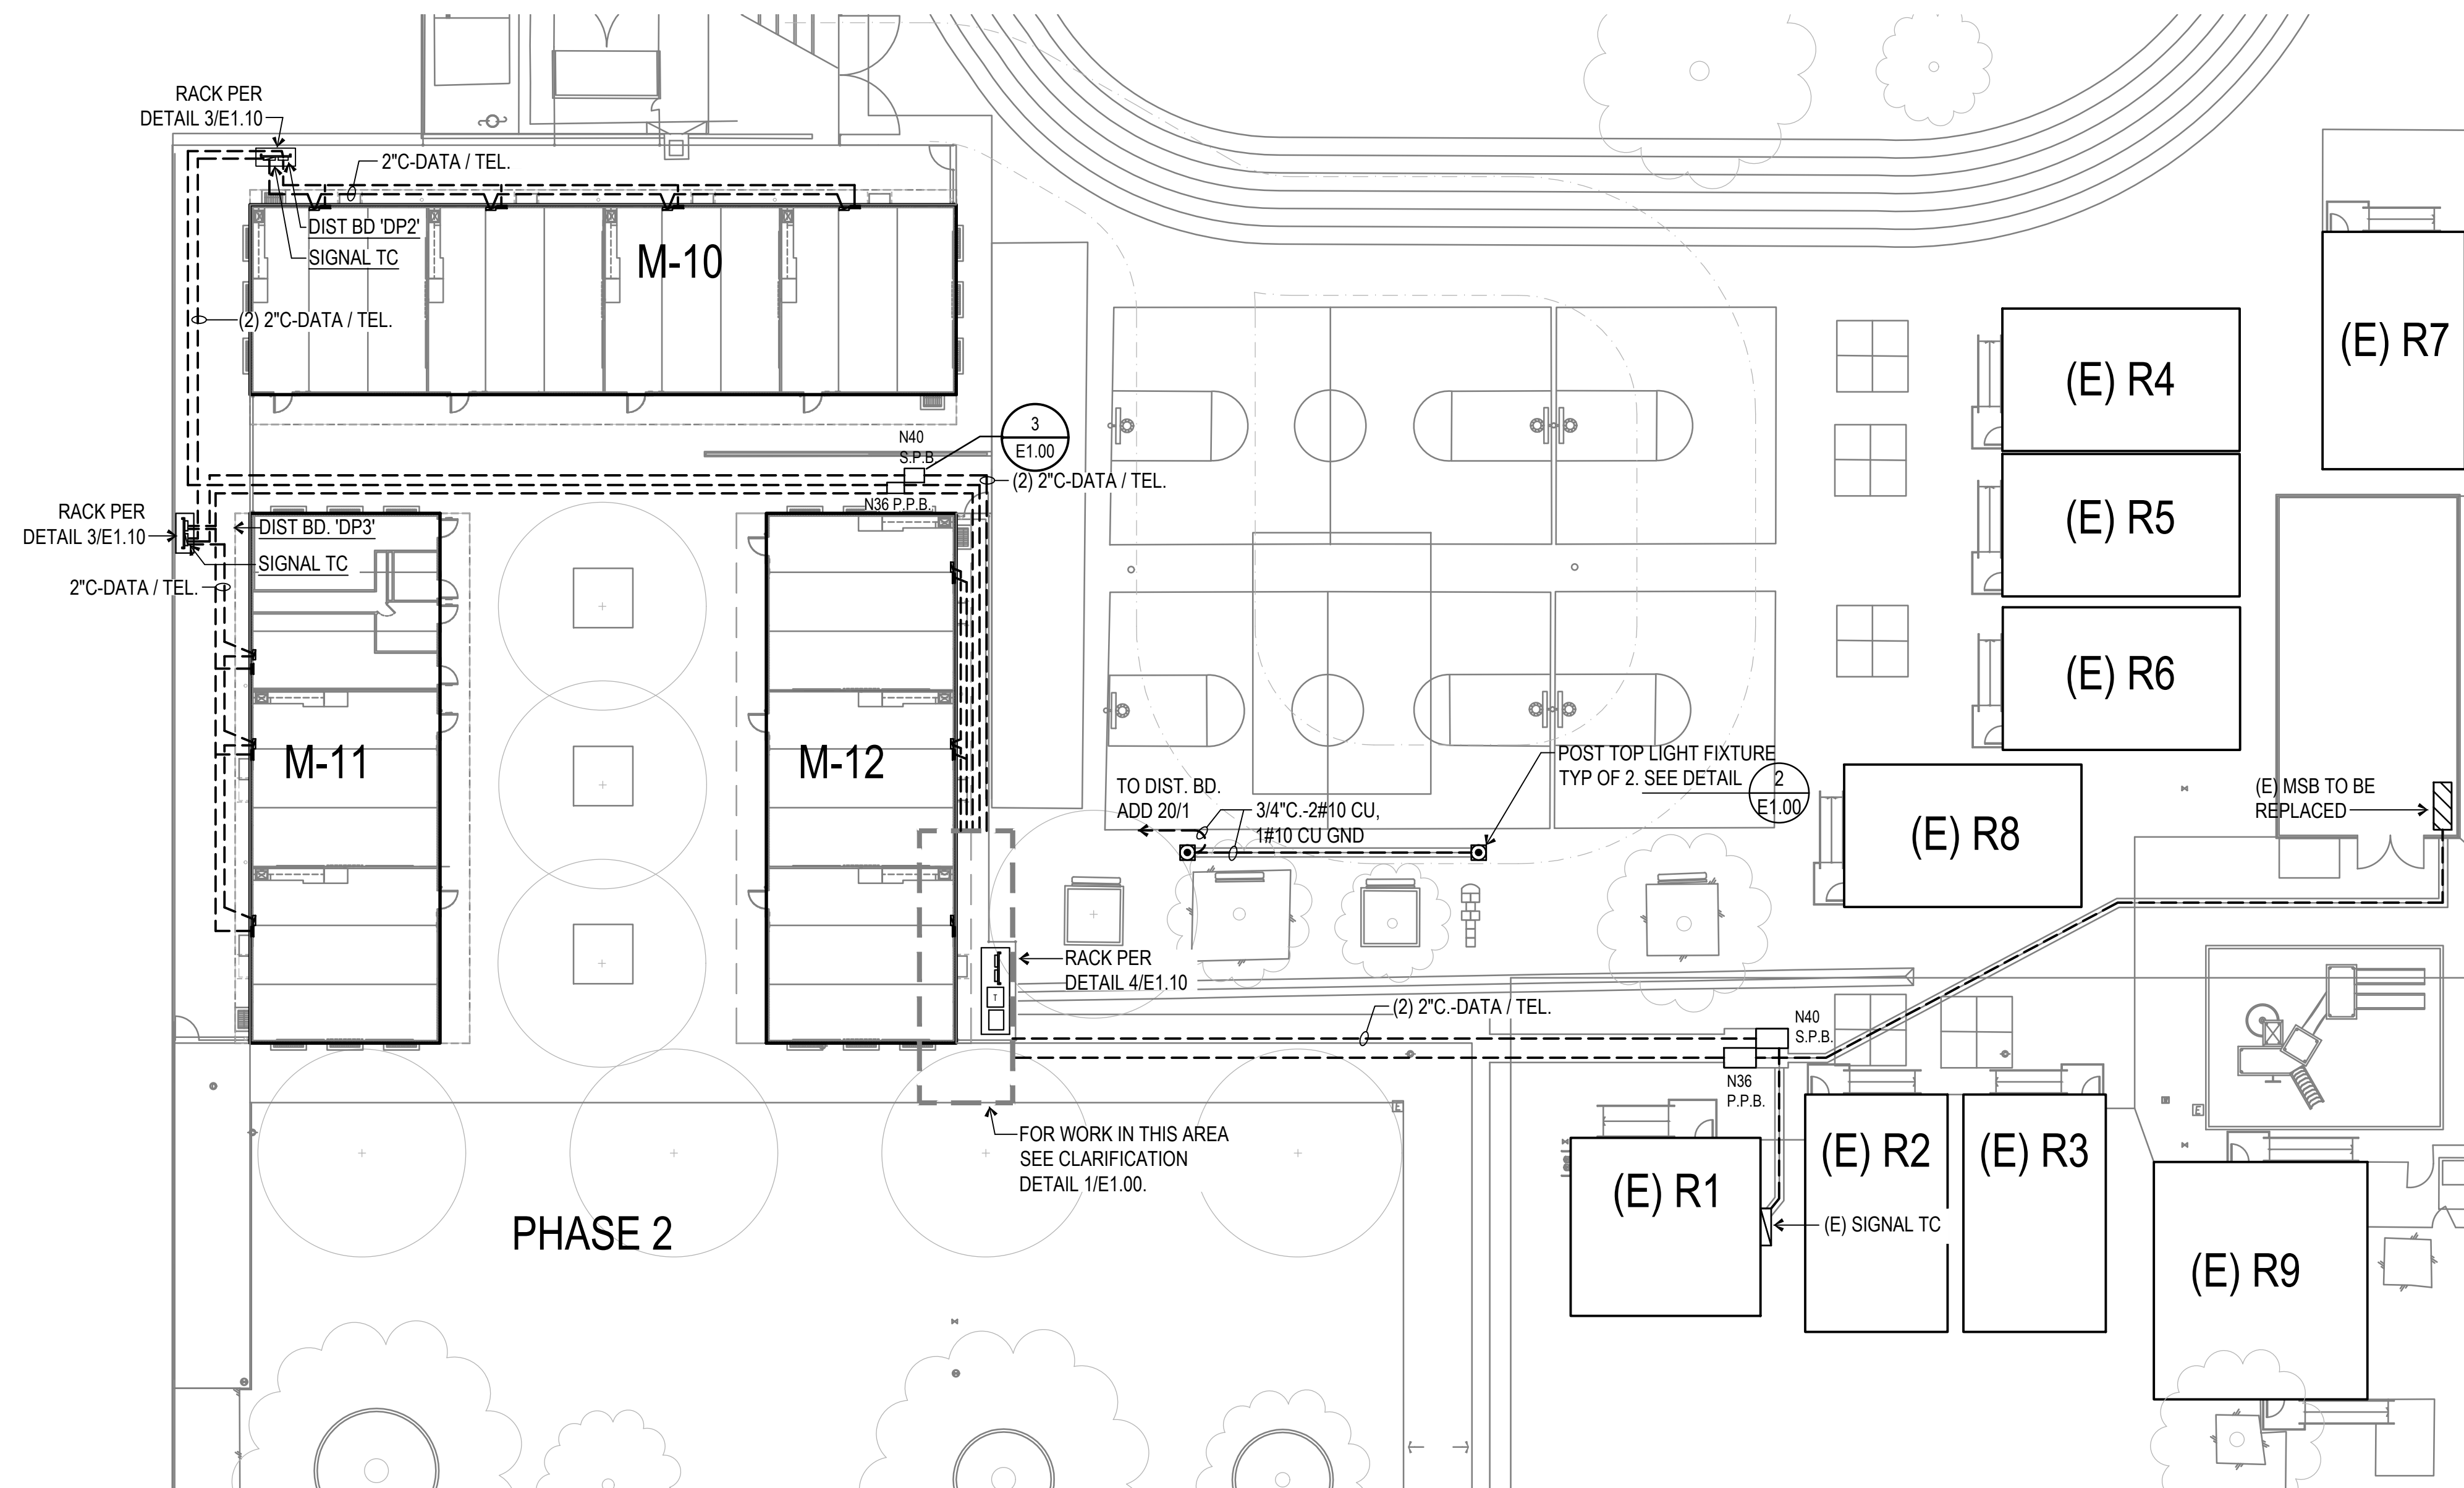 RACK PER
DETAIL 3/E1.10
2"C-DATA / TEL.
DIST BD 'DP2'
SIGNAL TC
M-10
(2) 2"C-DATA / TEL.
(E) R7
(E) R4
3
E1.00
N40
S.P.B.
(2) 2"C-DATA / TEL.
N36 P.P.B.
RACK PER
DETAIL 3/E1.10
DIST BD. 'DP3'
SIGNAL TC
2"C-DATA / TEL.
(E) R5
(E) R6
M-11
M-12
POST TOP LIGHT FIXTURE
TYP OF 2. SEE DETAIL
2
E1.00
TO DIST. BD.
ADD 20/1
3/4"C.-2#10 CU,
1#10 CU GND
(E) MSB TO BE
REPLACED
(E) R8
RACK PER
DETAIL 4/E1.10
T
(2) 2"C.-DATA / TEL.
N40
S.P.B.
N36
P.P.B.
E
E
FOR WORK IN THIS AREA
SEE CLARIFICATION
DETAIL 1/E1.00.
(E) R1
(E) R2
(E) R3
(E) SIGNAL TC
PHASE 2
(E) R9